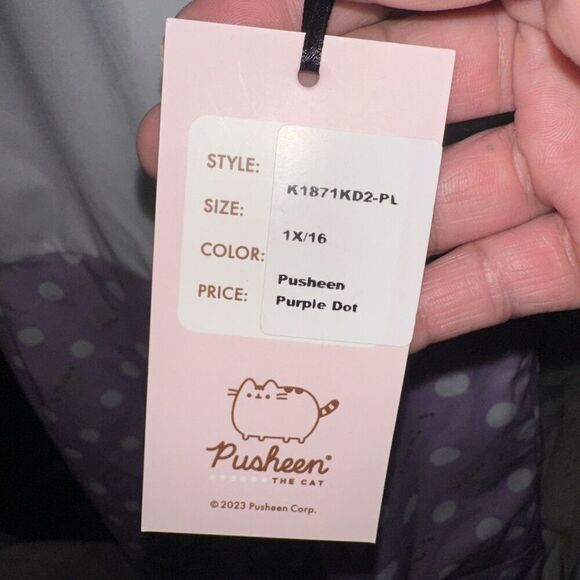 STYLE: K1871KD2-PL
SIZE: 1X/16
COLOR: Pusheen
PRICE: Purple Dot
Pusheen®
THE CAT
© 2023 Pusheen Corp.